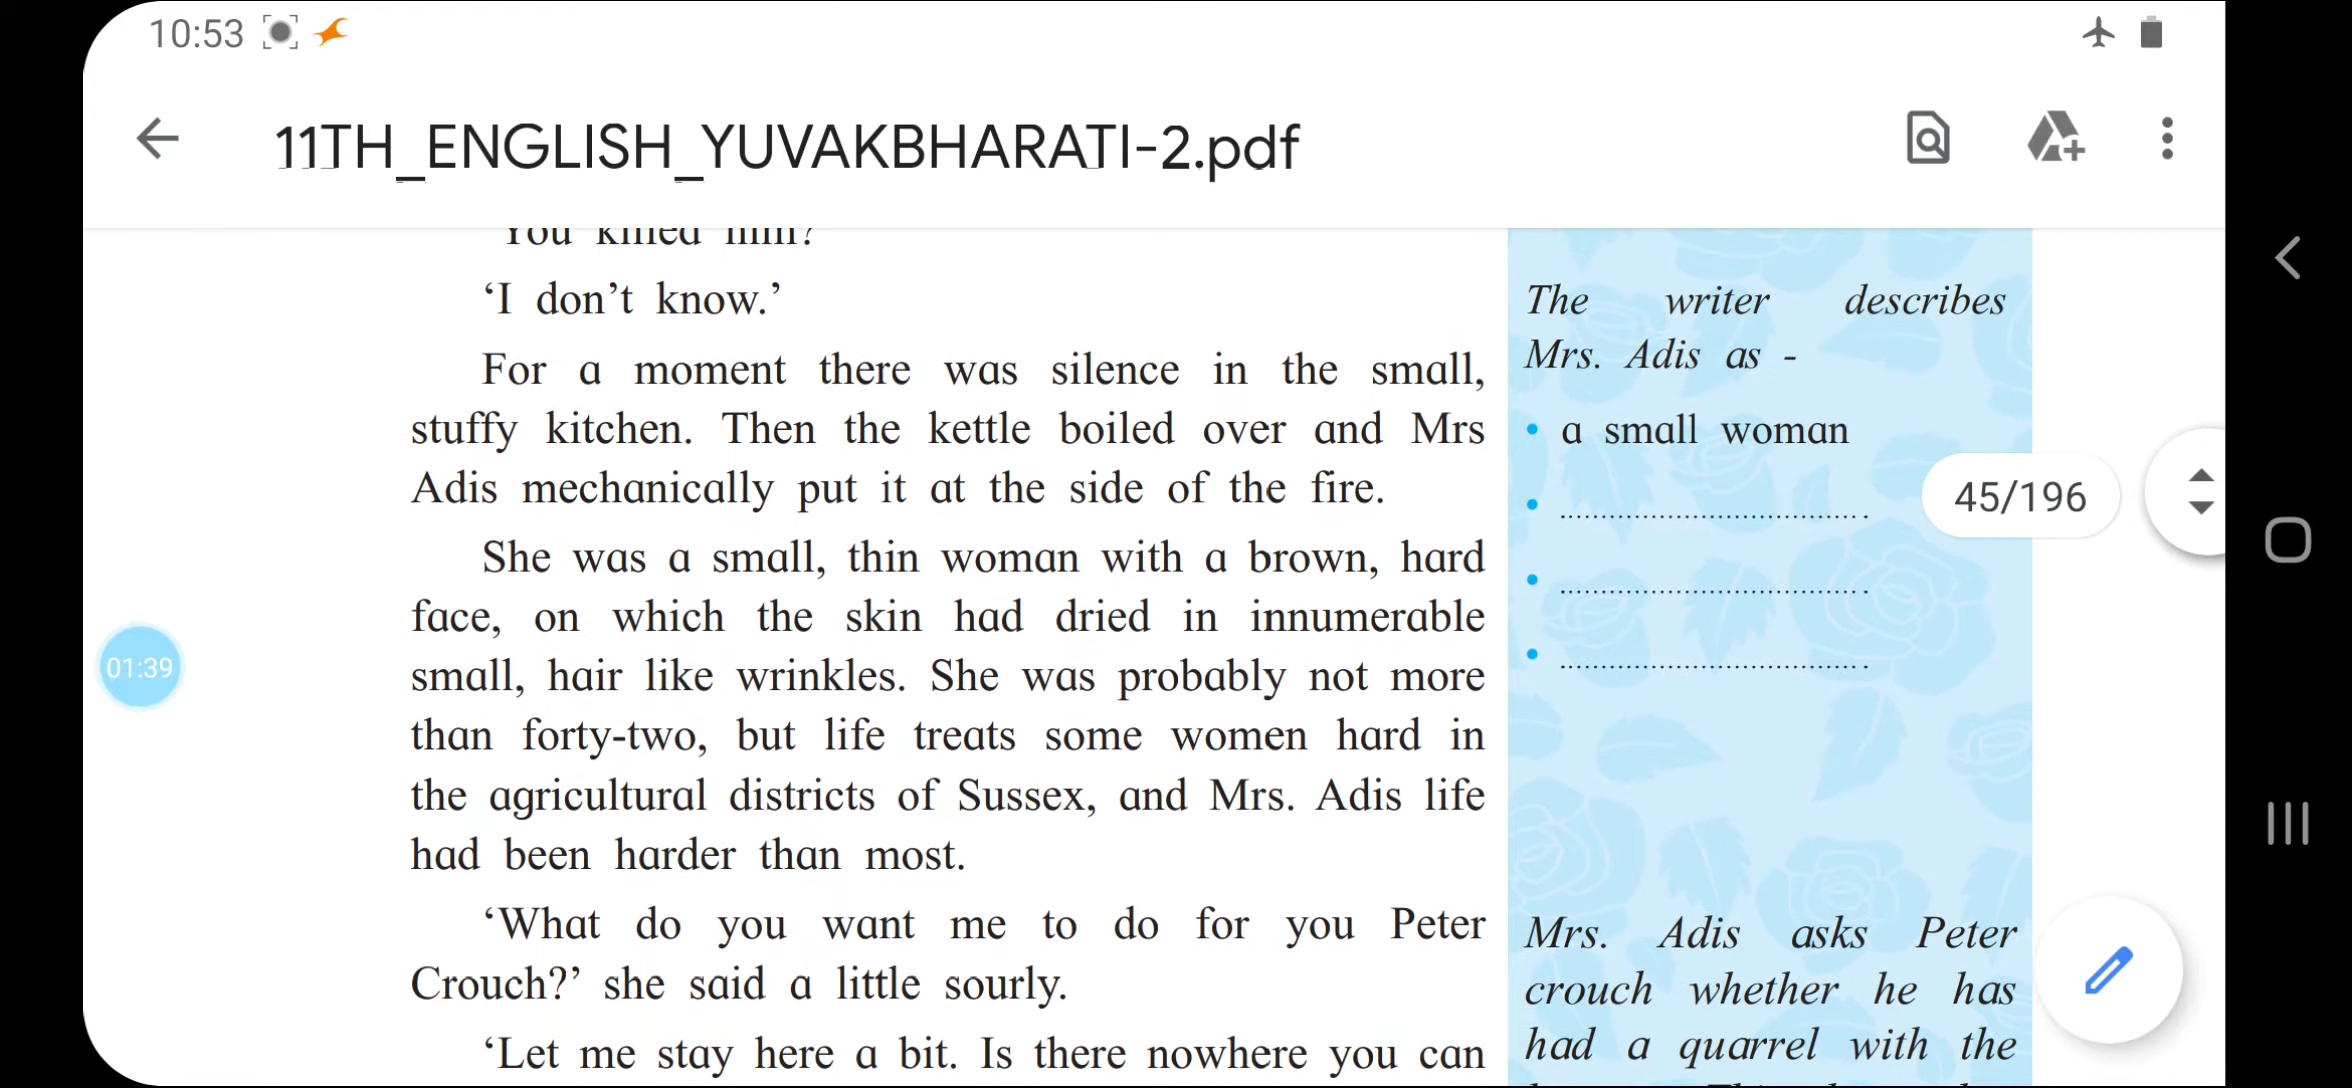 10:53
11TH_ENGLISH_YUVAKBHARATI-2.pdf
‘You killed him?
‘I don’t know.’
For a moment there was silence in the small,
stuffy kitchen. Then the kettle boiled over and Mrs
Adis mechanically put it at the side of the fire.
She was a small, thin woman with a brown, hard
face, on which the skin had dried in innumerable
small, hair like wrinkles. She was probably not more
than forty-two, but life treats some women hard in
the agricultural districts of Sussex, and Mrs. Adis life
had been harder than most.
‘What do you want me to do for you Peter
Crouch?’ she said a little sourly.
‘Let me stay here a bit. Is there nowhere you can
The writer describes
Mrs. Adis as -
• a small woman
• .......................................
• .......................................
• .......................................
Mrs. Adis asks Peter
crouch whether he has
had a quarrel with the
45/196
01:39